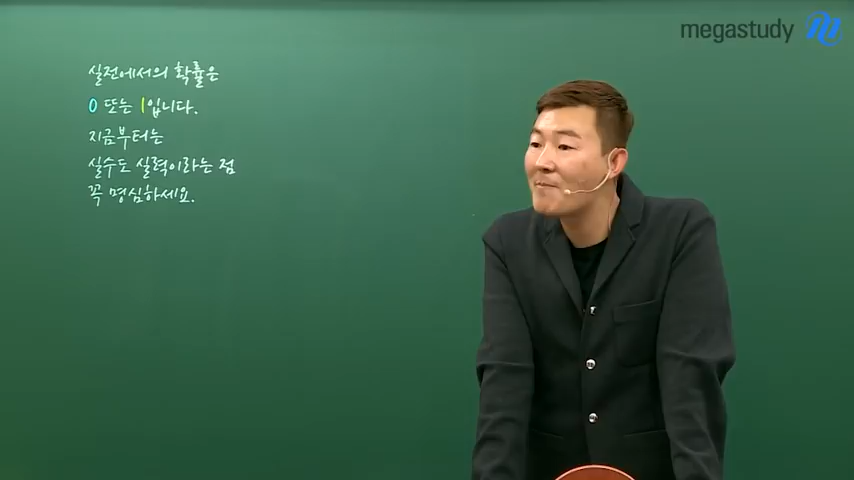 megastudy
실전에서의 확률은
0 또는 1입니다.
지금부터는
실수도 실력이라는 점
꼭 명심하세요.